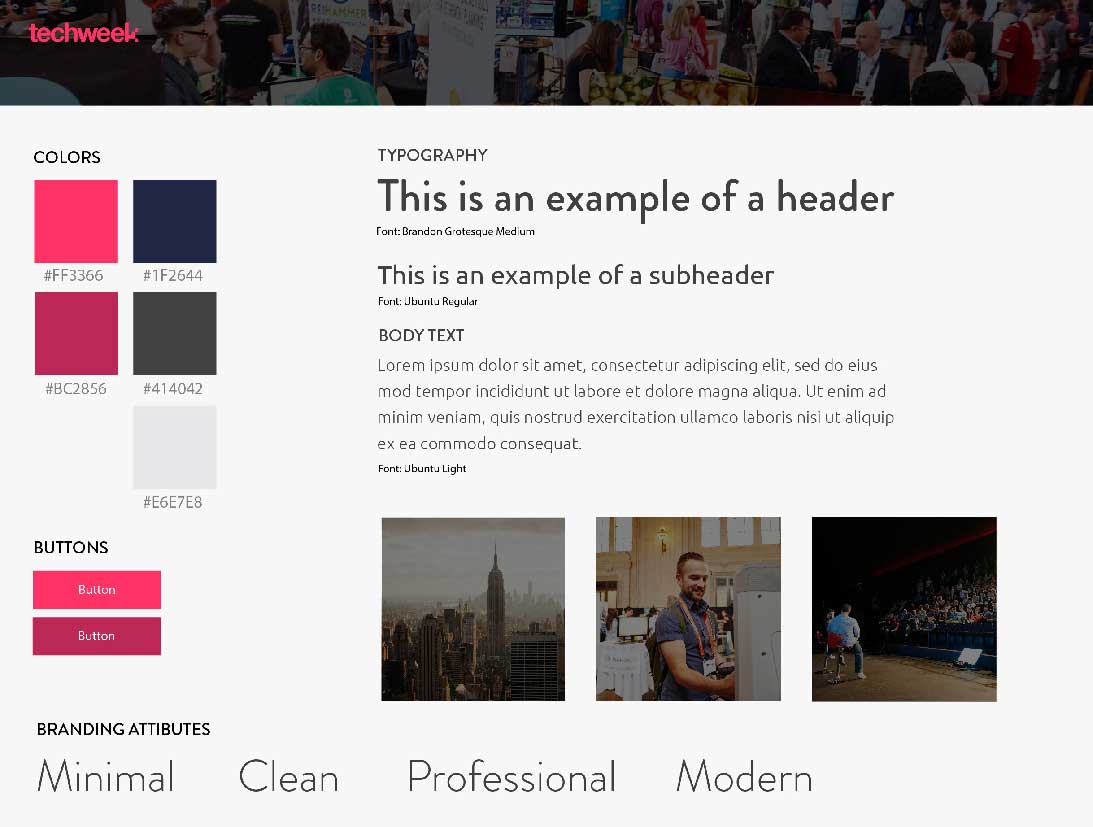 techweek
COLORS
#FF3366
#1F2644
#BC2856
#414042
#E6E7E8
BUTTONS
Button
Button
TYPOGRAPHY
This is an example of a header
Font: Brandon Grotesque Medium
This is an example of a subheader
Font: Ubuntu Regular
BODY TEXT
Lorem ipsum dolor sit amet, consectetur adipiscing elit, sed do eius
mod tempor incididunt ut labore et dolore magna aliqua. Ut enim ad
minim veniam, quis nostrud exercitation ullamco laboris nisi ut aliquip
ex ea commodo consequat.
Font: Ubuntu Light
BRANDING ATTIBUTES
Minimal
Clean
Professional
Modern